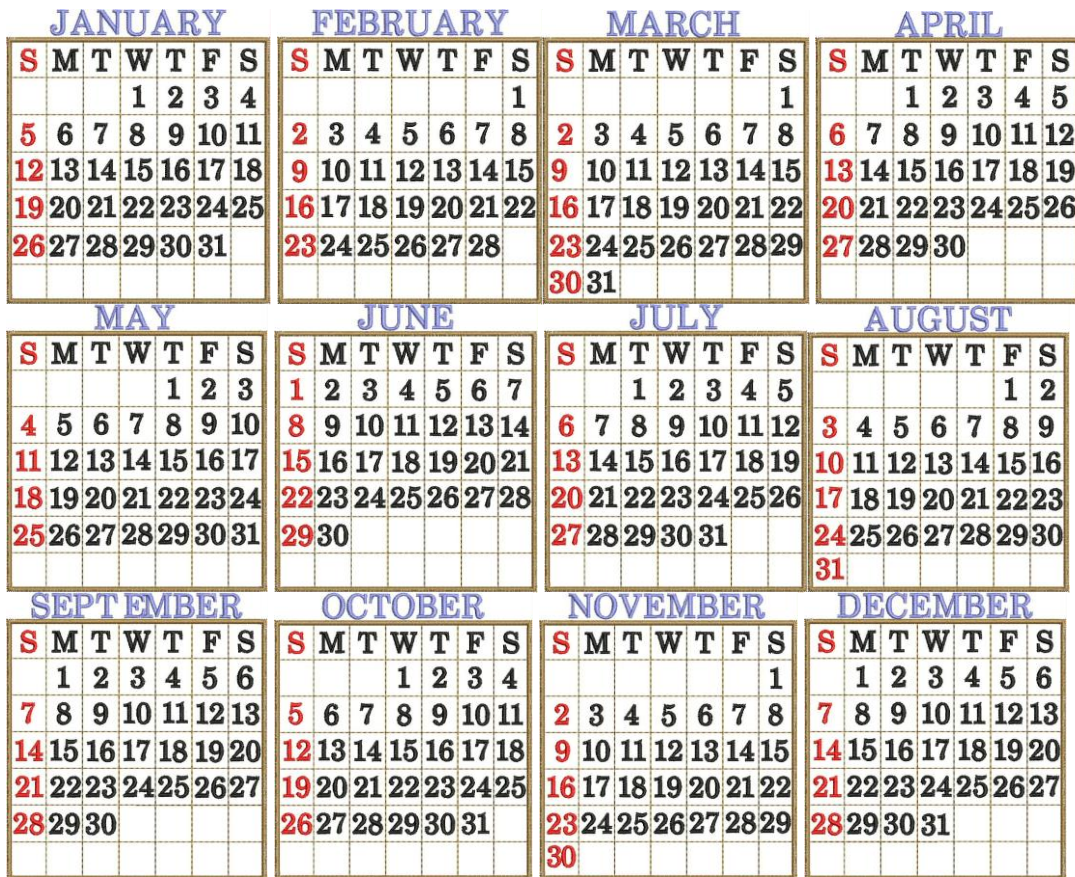 JANUARY
S M T W T F S
1 2 3 4
5 6 7 8 9 10 11
12 13 14 15 16 17 18
19 20 21 22 23 24 25
26 27 28 29 30 31
FEBRUARY
S M T W T F S
1
2 3 4 5 6 7 8
9 10 11 12 13 14 15
16 17 18 19 20 21 22
23 24 25 26 27 28
MARCH
S M T W T F S
1
2 3 4 5 6 7 8
9 10 11 12 13 14 15
16 17 18 19 20 21 22
23 24 25 26 27 28 29
30 31
APRIL
S M T W T F S
1 2 3 4 5
6 7 8 9 10 11 12
13 14 15 16 17 18 19
20 21 22 23 24 25 26
27 28 29 30
MAY
S M T W T F S
1 2 3
4 5 6 7 8 9 10
11 12 13 14 15 16 17
18 19 20 21 22 23 24
25 26 27 28 29 30 31
JUNE
S M T W T F S
1 2 3 4 5 6 7
8 9 10 11 12 13 14
15 16 17 18 19 20 21
22 23 24 25 26 27 28
29 30
JULY
S M T W T F S
1 2 3 4 5
6 7 8 9 10 11 12
13 14 15 16 17 18 19
20 21 22 23 24 25 26
27 28 29 30 31
AUGUST
S M T W T F S
1 2
3 4 5 6 7 8 9
10 11 12 13 14 15 16
17 18 19 20 21 22 23
24 25 26 27 28 29 30
31
SEPTEMBER
S M T W T F S
1 2 3 4 5 6
7 8 9 10 11 12 13
14 15 16 17 18 19 20
21 22 23 24 25 26 27
28 29 30
OCTOBER
S M T W T F S
1 2 3 4
5 6 7 8 9 10 11
12 13 14 15 16 17 18
19 20 21 22 23 24 25
26 27 28 29 30 31
NOVEMBER
S M T W T F S
1
2 3 4 5 6 7 8
9 10 11 12 13 14 15
16 17 18 19 20 21 22
23 24 25 26 27 28 29
30
DECEMBER
S M T W T F S
1 2 3 4 5 6
7 8 9 10 11 12 13
14 15 16 17 18 19 20
21 22 23 24 25 26 27
28 29 30 31